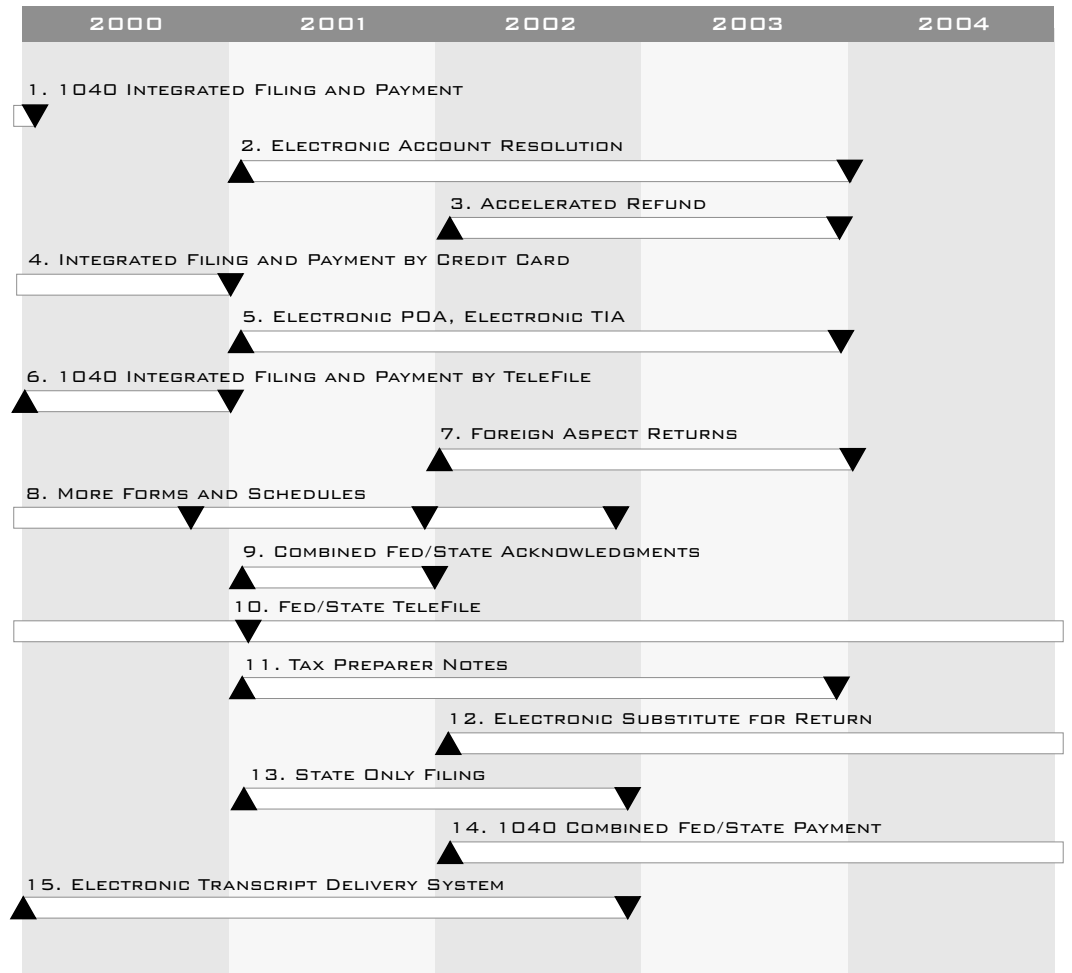 2000 2001 2002 2003 2004
1. 1040 Integrated Filing and Payment
2. Electronic Account Resolution
3. Accelerated Refund
4. Integrated Filing and Payment by Credit Card
5. Electronic POA, Electronic TIA
6. 1040 Integrated Filing and Payment by TeleFile
7. Foreign Aspect Returns
8. More Forms and Schedules
9. Combined Fed/State Acknowledgments
10. Fed/State TeleFile
11. Tax Preparer Notes
12. Electronic Substitute for Return
13. State Only Filing
14. 1040 Combined Fed/State Payment
15. Electronic Transcript Delivery System